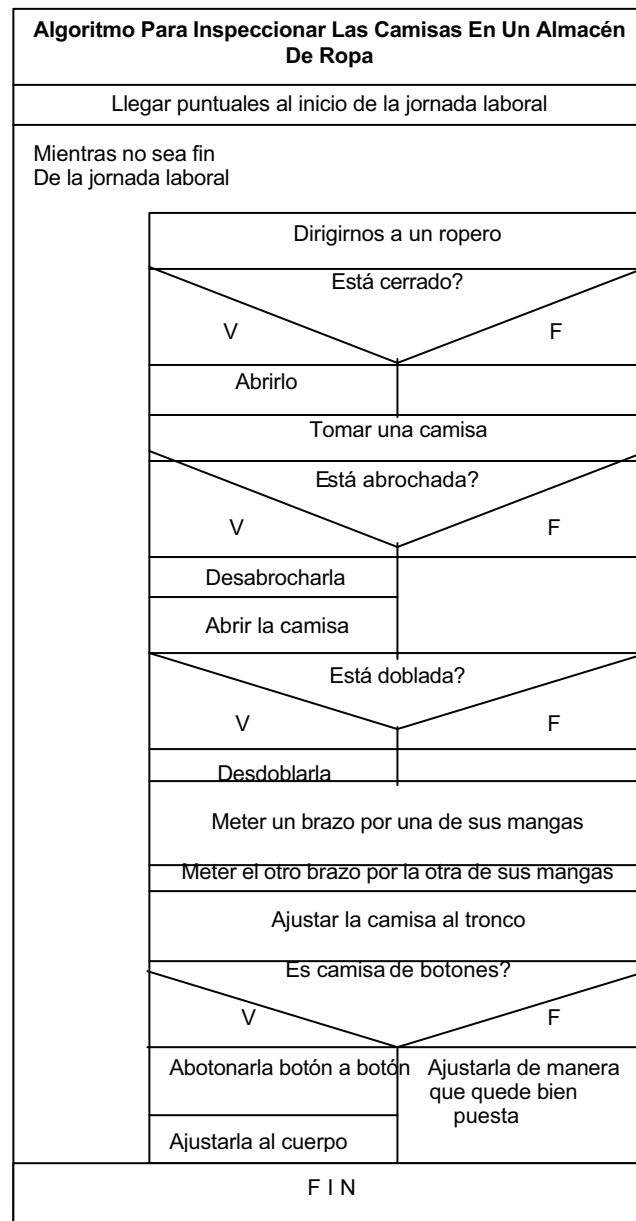 Algoritmo Para Inspeccionar Las Camisas En Un Almacén
De Ropa
Llegar puntuales al inicio de la jornada laboral
Mientras no sea fin
De la jornada laboral
Dirigirnos a un ropero
Está cerrado?
V F
Abrirlo
Tomar una camisa
Está abrochada?
V F
Desabrocharla
Abrir la camisa
Está doblada?
V F
Desdoblarla
Meter un brazo por una de sus mangas
Meter el otro brazo por la otra de sus mangas
Ajustar la camisa al tronco
Es camisa de botones?
V F
Abotonarla botón a botón
Ajustarla al cuerpo
Ajustarla de manera
que quede bien
puesta
F I N